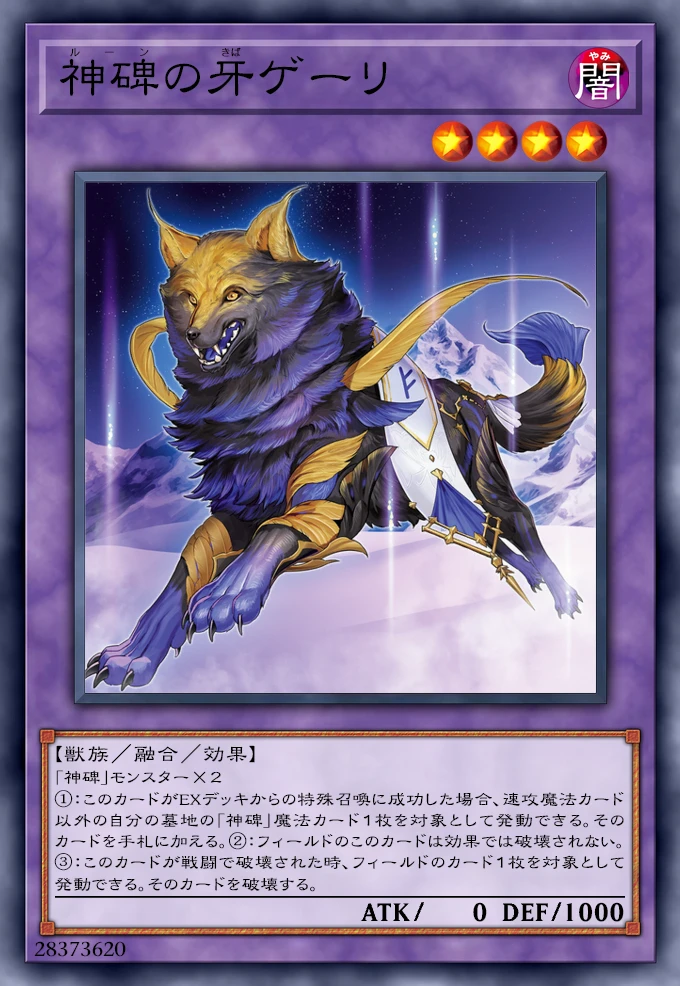 ルーン きば
神碑の牙ゲーリ
やみ
闇
【獣族／融合／効果】
「神碑」モンスター×２
①：このカードがEXデッキからの特殊召喚に成功した場合、速攻魔法カード
以外の自分の墓地の「神碑」魔法カード１枚を対象として発動できる。その
カードを手札に加える。②：フィールドのこのカードは効果では破壊されない。
③：このカードが戦闘で破壊された時、フィールドのカード１枚を対象として
発動できる。そのカードを破壊する。
ATK/ 0 DEF/1000
28373620